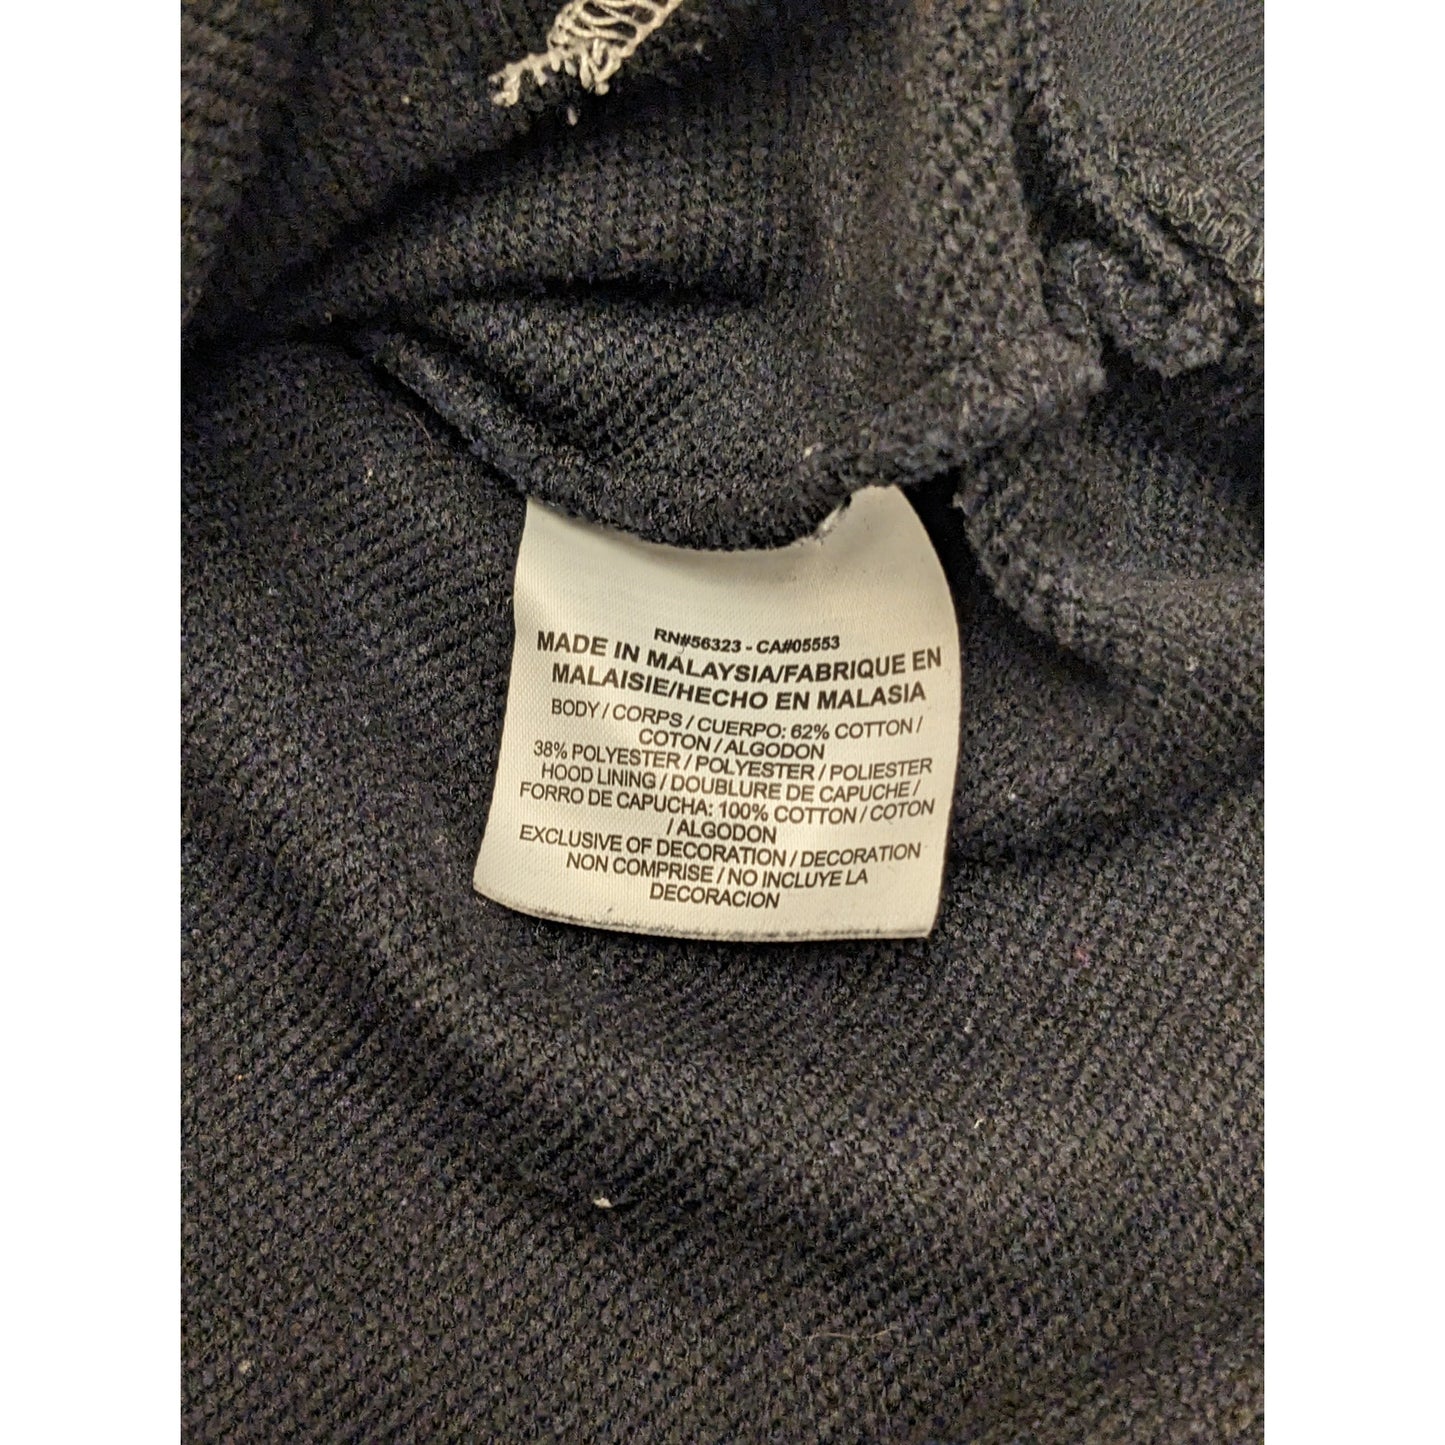 RN#56323 - CA#05553
MADE IN MALAYSIA/FABRIQUE EN
MALAISIE/HECHO EN MALASIA
BODY / CORPS / CUERPO: 62% COTTON /
COTON / ALGODON
38% POLYESTER / POLYESTER / POLIESTER
HOOD LINING / DOUBLURE DE CAPUCHE /
FORRO DE CAPUCHA: 100% COTTON / COTON
/ ALGODON
EXCLUSIVE OF DECORATION / DECORATION
NON COMPRISE / NO INCLUYE LA
DECORACION